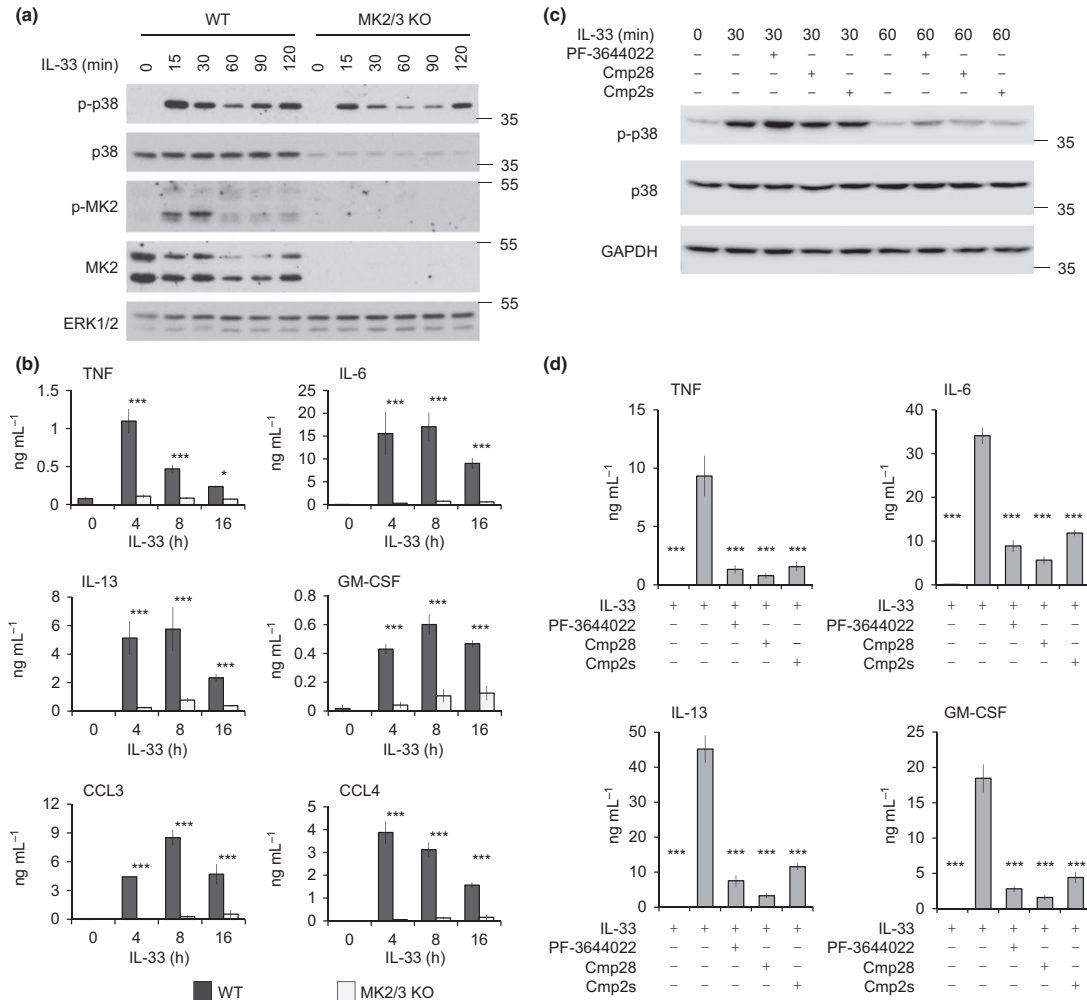 (a)
WT MK2/3 KO
IL-33 (min) 0 15 30 60 90 120 0 15 30 60 90 120
p-p38
35
p38
35
55
p-MK2
55
MK2
55
ERK1/2
(b)
TNF
ng mL–1
1.5
1
0.5
0
***
***
*
0 4 8 16
IL-33 (h)
IL-6
ng mL–1
25
20
15
10
5
0
***
***
***
0 4 8 16
IL-33 (h)
IL-13
ng mL–1
8
6
4
2
0
***
***
***
0 4 8 16
IL-33 (h)
GM-CSF
ng mL–1
0.8
0.6
0.4
0.2
0
***
***
***
0 4 8 16
IL-33 (h)
CCL3
ng mL–1
12
9
6
3
0
***
***
***
0 4 8 16
IL-33 (h)
CCL4
ng mL–1
5
4
3
2
1
0
***
***
***
0 4 8 16
IL-33 (h)
WT MK2/3 KO
(c)
IL-33 (min) 0 30 30 30 30 60 60 60 60
PF-3644022 – – + – – – + – –
Cmp28 – – – + – – – + –
Cmp2s – – – – + – – – +
p-p38
35
p38
35
GAPDH
35
(d)
TNF
ng mL–1
15
10
5
0
*** *** *** ***
IL-33 + + + + +
PF-3644022 – – + – –
Cmp28 – – – + –
Cmp2s – – – – +
IL-6
ng mL–1
40
30
20
10
0
*** *** *** ***
IL-33 + + + + +
PF-3644022 – – + – –
Cmp28 – – – + –
Cmp2s – – – – +
IL-13
ng mL–1
50
40
30
20
10
0
*** *** *** ***
IL-33 + + + + +
PF-3644022 – – + – –
Cmp28 – – – + –
Cmp2s – – – – +
GM-CSF
ng mL–1
25
20
15
10
5
0
*** *** *** ***
IL-33 + + + + +
PF-3644022 – – + – –
Cmp28 – – – + –
Cmp2s – – – – +